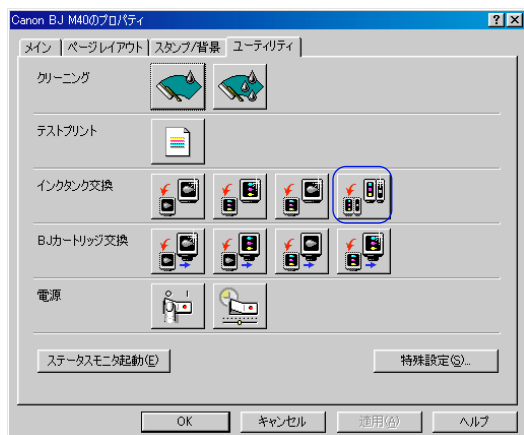 Canon BJ M40のプロパティ
メイン ページレイアウト スタンプ/背景 ユーティリティ
クリーニング
テストプリント
インクタンク交換
BJカートリッジ交換
電源
ステータスモニタ起動(E) 特殊設定(S)...
OK キャンセル 適用(A) ヘルプ